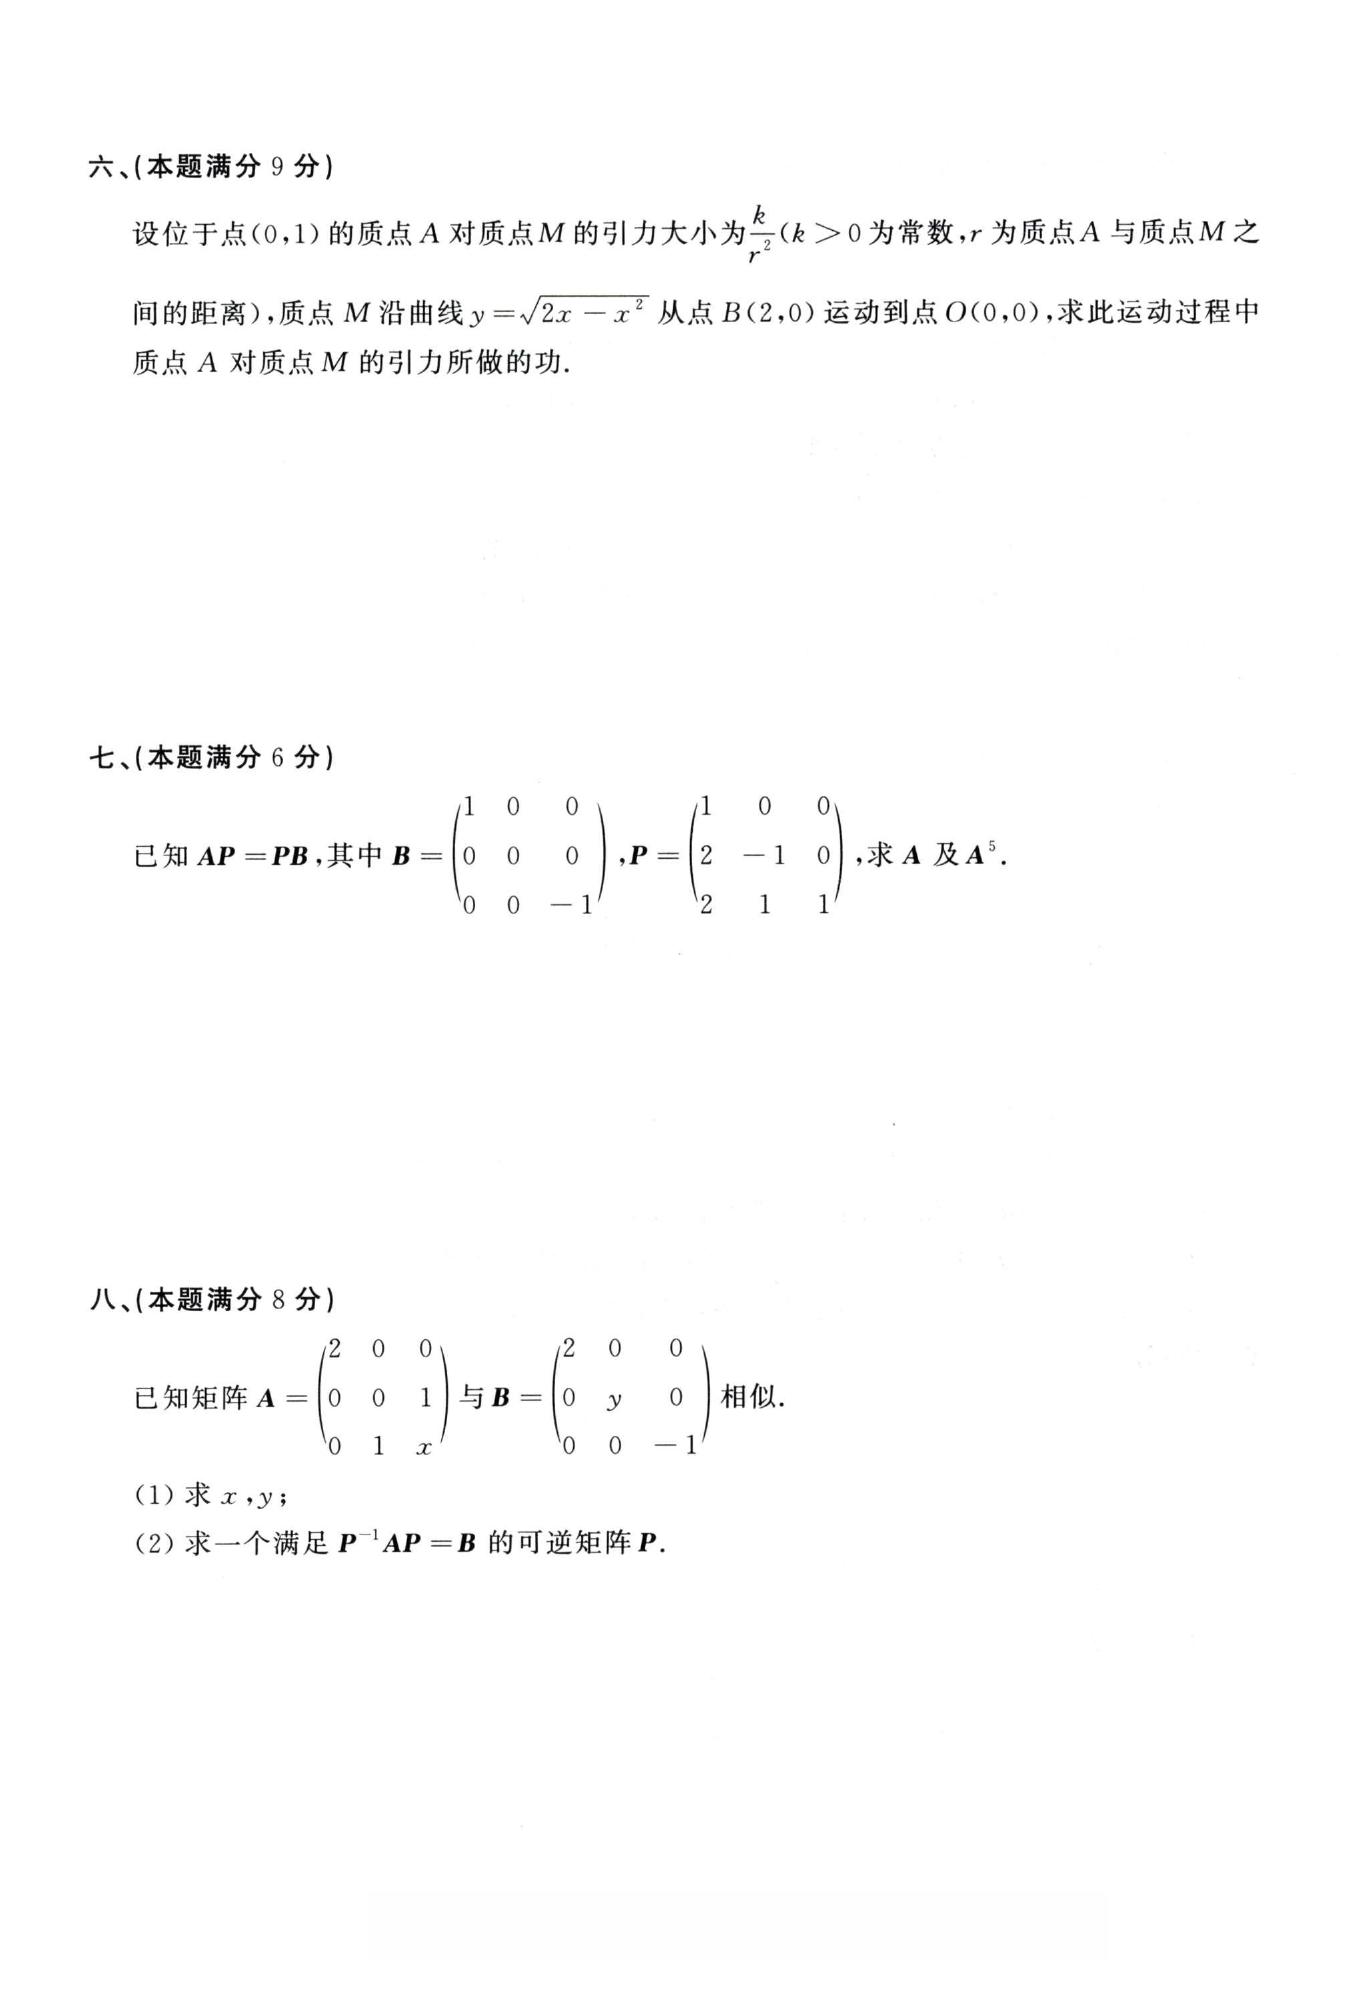 六、(本题满分 9 分)
设位于点(0,1) 的质点 A 对质点 M 的引力大小为 $\frac{k}{r^2}$ (k > 0 为常数,r 为质点 A 与质点 M 之
间的距离),质点 M 沿曲线 $y = \sqrt{2x - x^2}$ 从点 B(2,0) 运动到点 O(0,0),求此运动过程中
质点 A 对质点 M 的引力所做的功.
七、(本题满分 6 分)
已知 $\boldsymbol{AP} = \boldsymbol{PB}$,其中 $\boldsymbol{B} = \begin{pmatrix} 1 & 0 & 0 \\ 0 & 0 & 0 \\ 0 & 0 & -1 \end{pmatrix}$,$\boldsymbol{P} = \begin{pmatrix} 1 & 0 & 0 \\ 2 & -1 & 0 \\ 2 & 1 & 1 \end{pmatrix}$,求 $\boldsymbol{A}$ 及 $\boldsymbol{A}^5$.
八、(本题满分 8 分)
已知矩阵 $\boldsymbol{A} = \begin{pmatrix} 2 & 0 & 0 \\ 0 & 0 & 1 \\ 0 & 1 & x \end{pmatrix}$ 与 $\boldsymbol{B} = \begin{pmatrix} 2 & 0 & 0 \\ 0 & y & 0 \\ 0 & 0 & -1 \end{pmatrix}$ 相似.
(1) 求 x,y;
(2) 求一个满足 $\boldsymbol{P}^{-1}\boldsymbol{AP} = \boldsymbol{B}$ 的可逆矩阵 $\boldsymbol{P}$.